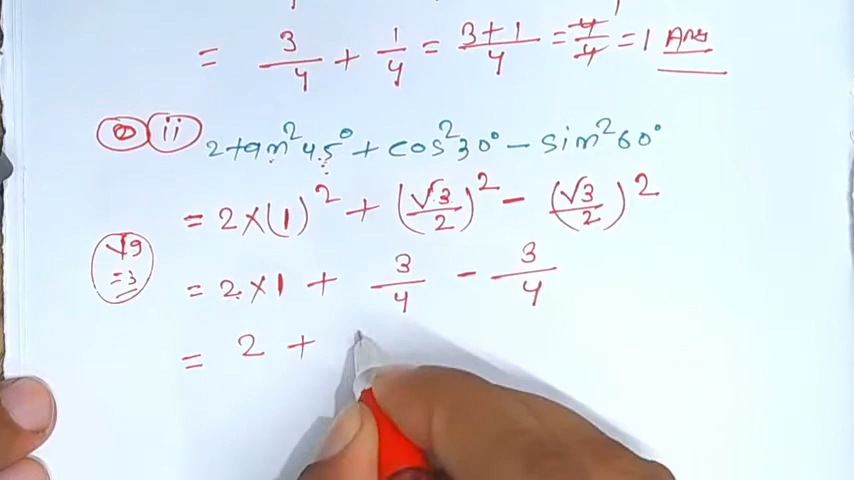 = 3/4 + 1/4 = 3+1/4 = 4/4 = 1 Ans
ii 2tan²45° + cos²30° - sin²60°
= 2×(1)² + (√3/2)² - (√3/2)²
√9 = 3
= 2×1 + 3/4 - 3/4
= 2 +